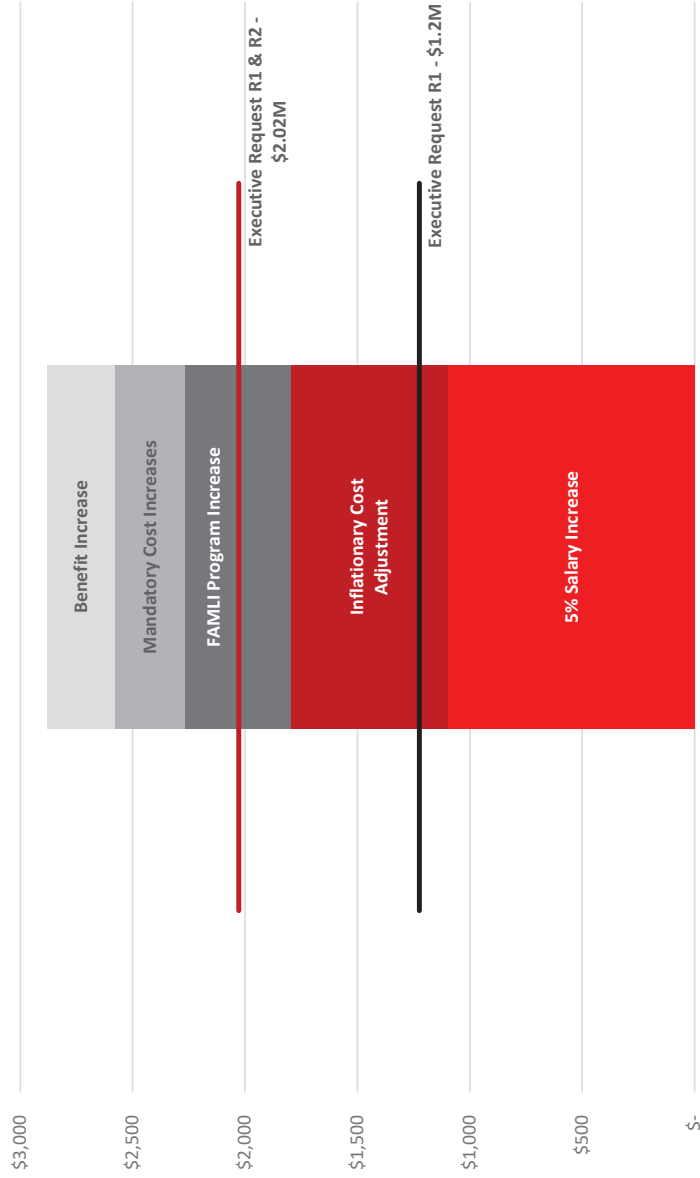 $3,000
$2,500
$2,000
$1,500
$1,000
$500
$-
Benefit Increase
Mandatory Cost Increases
FAMLI Program Increase
Inflationary Cost
Adjustment
5% Salary Increase
Executive Request R1 & R2 -
$2.02M
Executive Request R1 - $1.2M